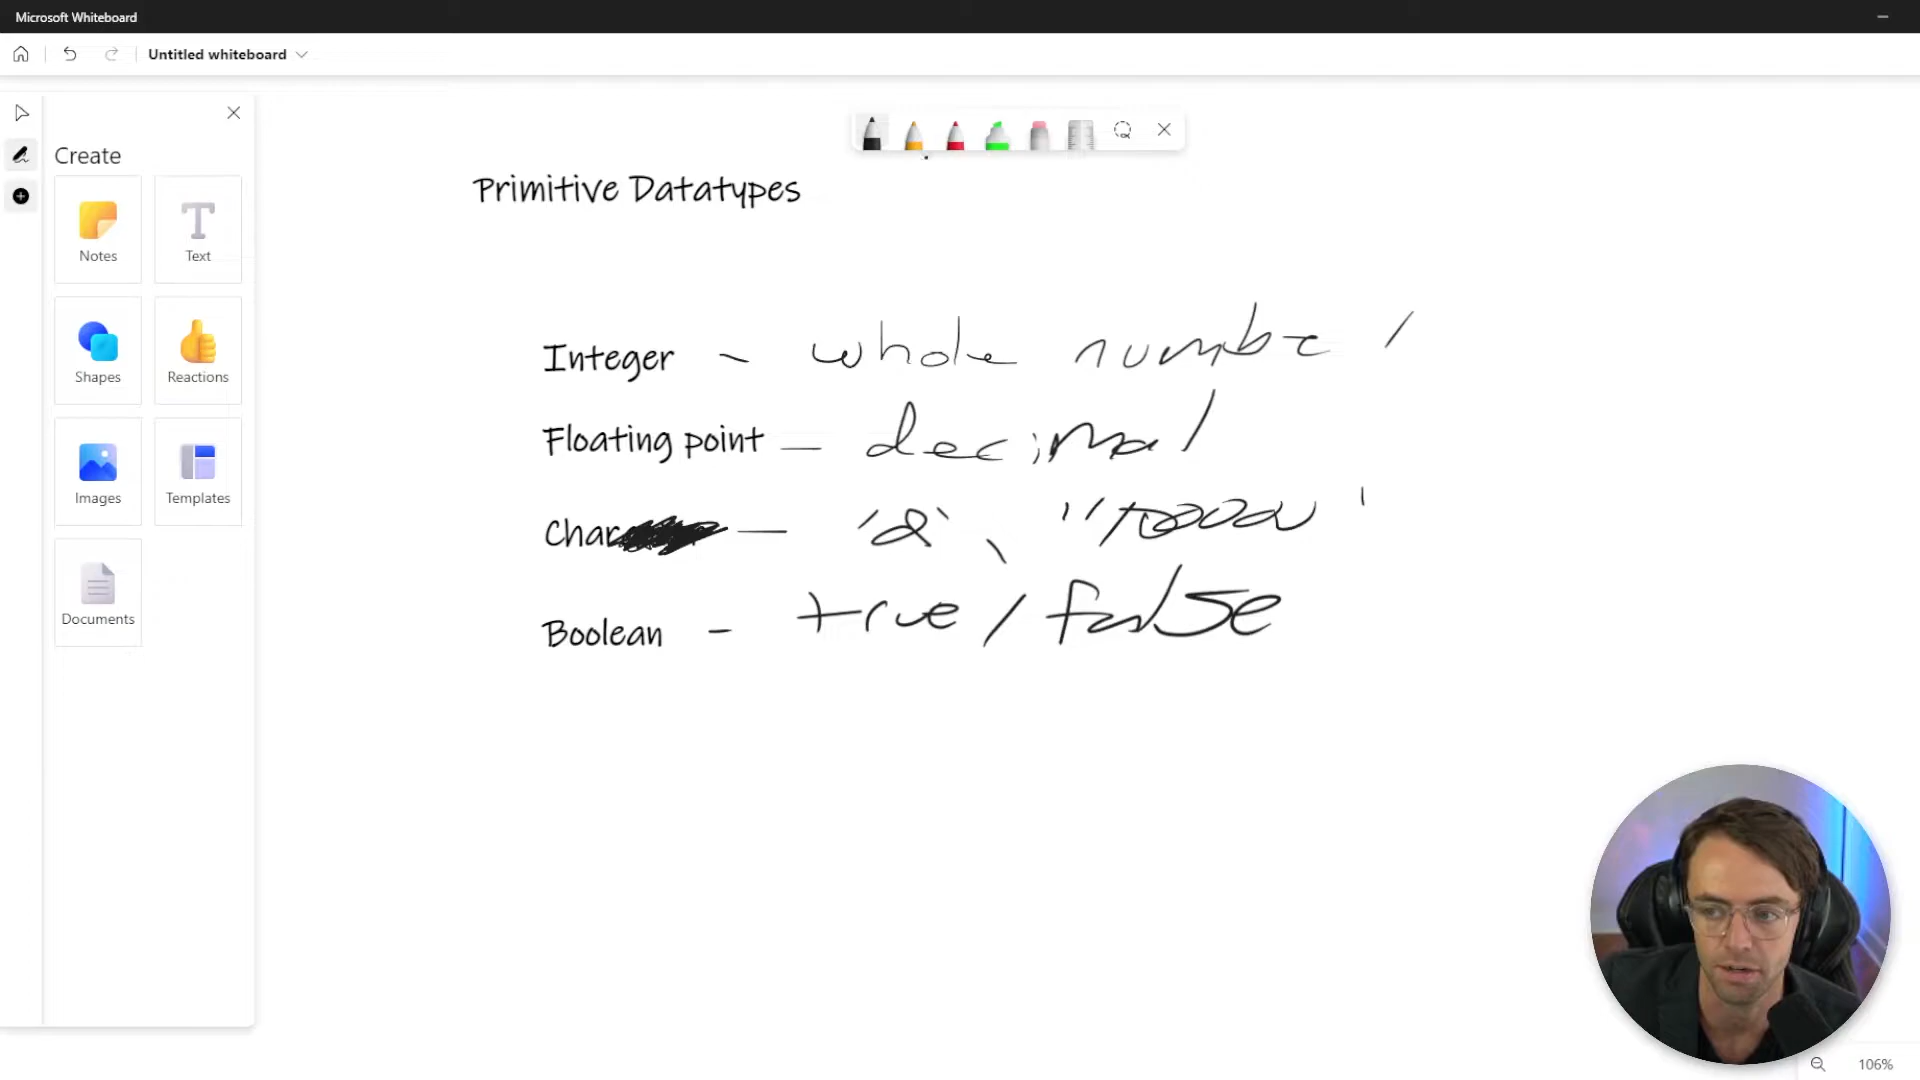 Microsoft Whiteboard
Untitled whiteboard
Create
Notes
Text
Shapes
Reactions
Images
Templates
Documents
Primitive Datatypes
Integer - whole number
Floating point - decimal
Char - 'a'
Boolean - true / false
106%